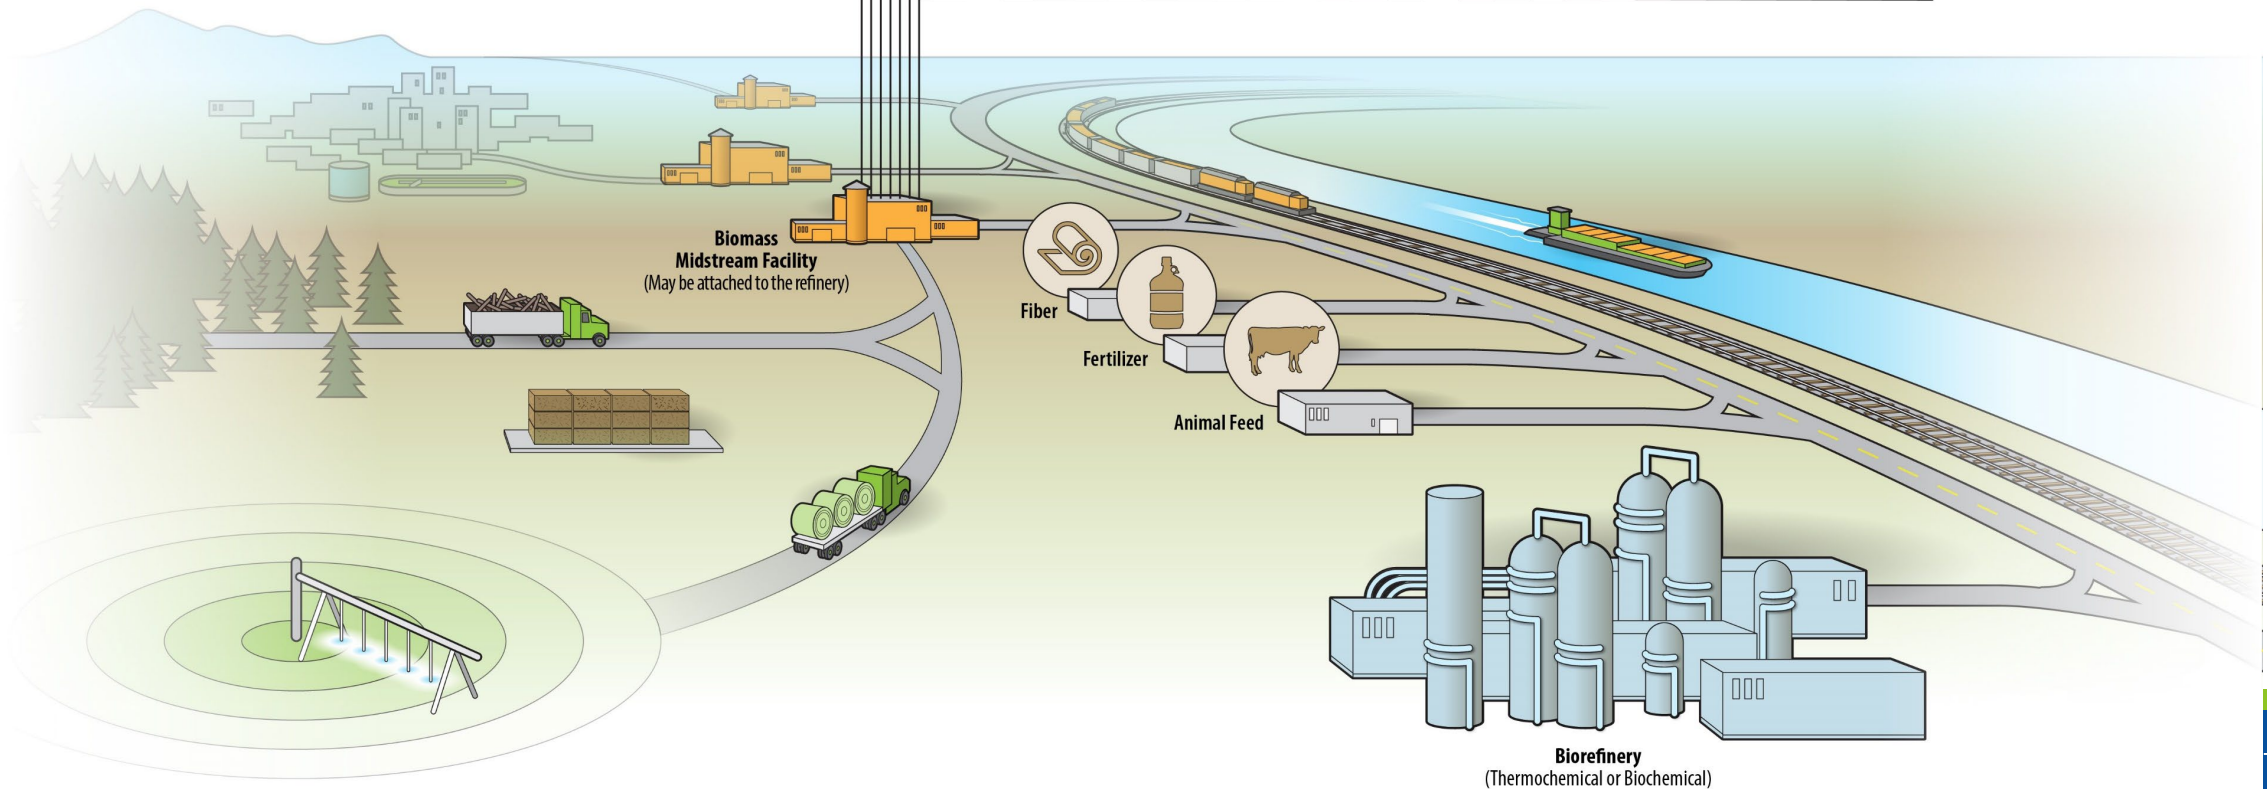 Biomass
Midstream Facility
(May be attached to the refinery)
Fiber
Fertilizer
Animal Feed
Biorefinery
(Thermochemical or Biochemical)